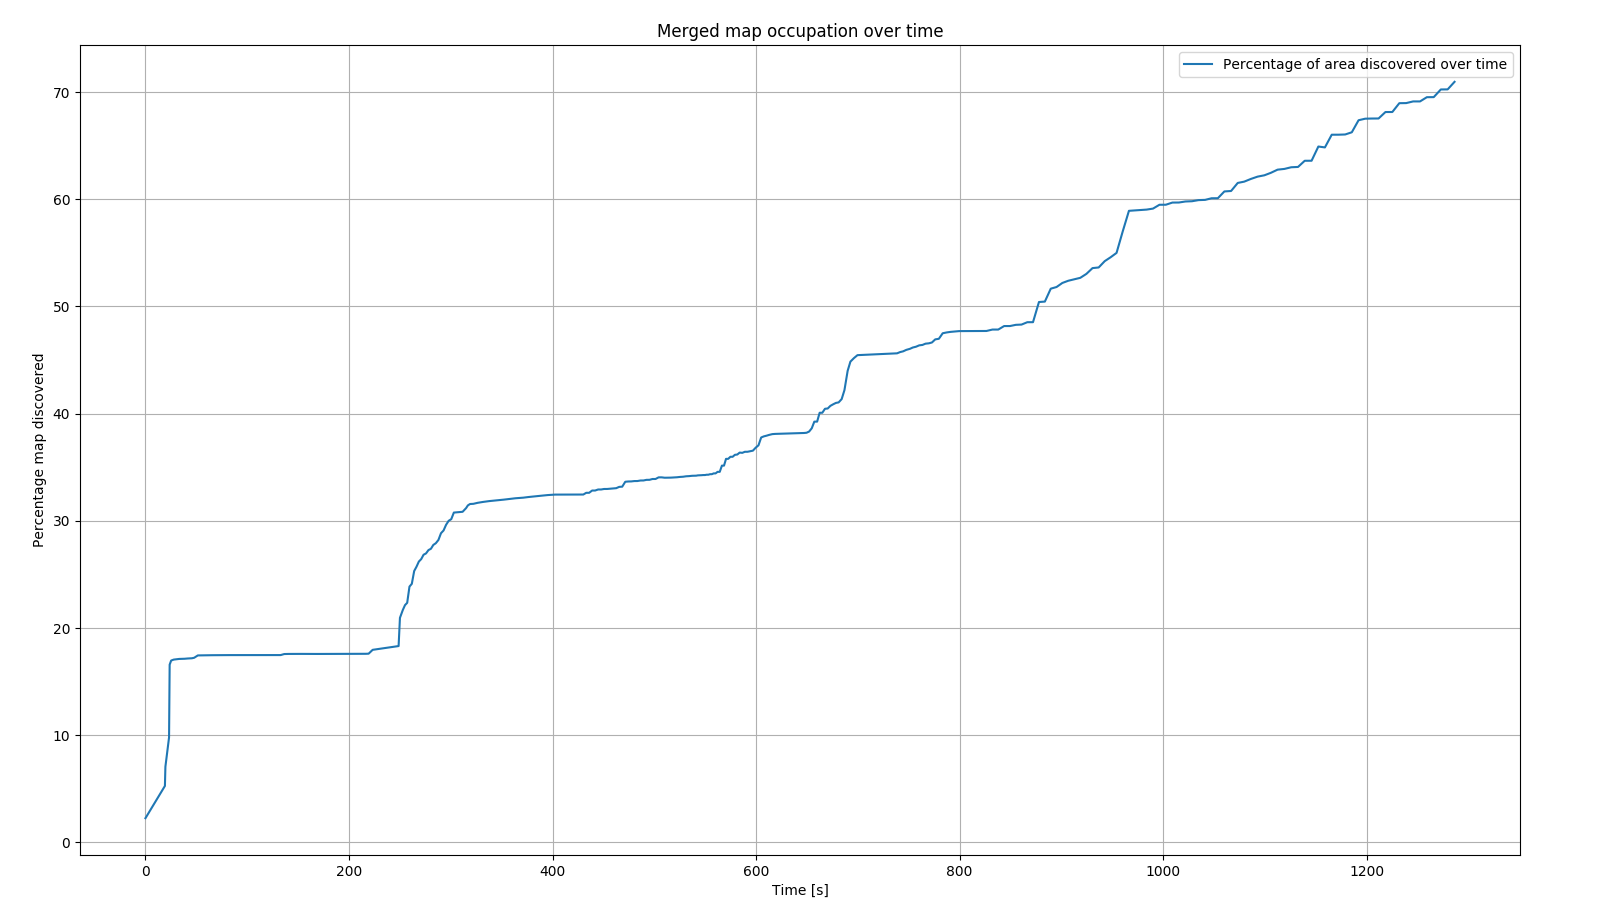 Merged map occupation over time
Percentage of area discovered over time
Percentage map discovered
70
60
50
40
30
20
10
0
0 200 400 600 800 1000 1200
Time [s]